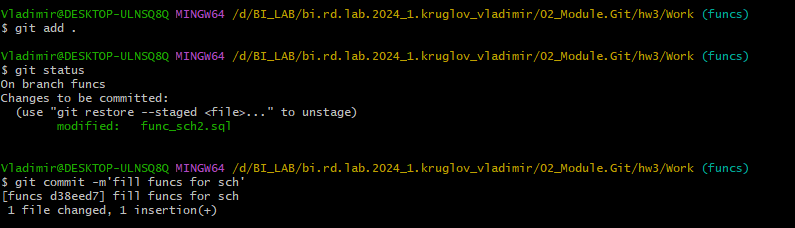 Vladimir@DESKTOP-ULNSQ8Q MINGW64 /d/BI_LAB/bi.rd.lab.2024_1.kruglov_vladimir/02_Module.Git/hw3/Work (funcs)
$ git add .
Vladimir@DESKTOP-ULNSQ8Q MINGW64 /d/BI_LAB/bi.rd.lab.2024_1.kruglov_vladimir/02_Module.Git/hw3/Work (funcs)
$ git status
On branch funcs
Changes to be committed:
  (use "git restore --staged <file>..." to unstage)
        modified:   func_sch2.sql
Vladimir@DESKTOP-ULNSQ8Q MINGW64 /d/BI_LAB/bi.rd.lab.2024_1.kruglov_vladimir/02_Module.Git/hw3/Work (funcs)
$ git commit -m'fill funcs for sch'
[funcs d38eed7] fill funcs for sch
 1 file changed, 1 insertion(+)